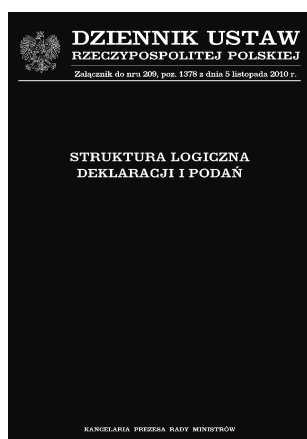 DZIENNIK USTAW
RZECZYPOSPOLITEJ POLSKIEJ
Załącznik do nru 209, poz. 1378 z dnia 5 listopada 2010 r.
STRUKTURA LOGICZNA
DEKLARACJI I PODAŃ
KANCELARIA PREZESA RADY MINISTRÓW